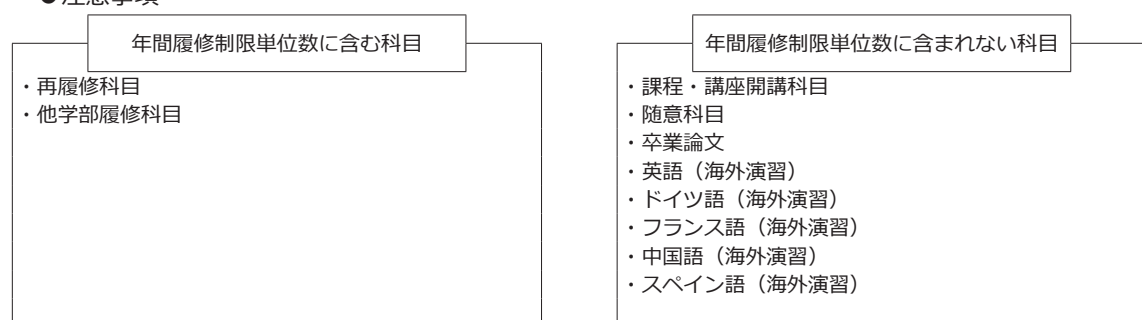 ●注意事項
年間履修制限単位数に含む科目
・再履修科目
・他学部履修科目
年間履修制限単位数に含まれない科目
・課程・講座開講科目
・随意科目
・卒業論文
・英語（海外演習）
・ドイツ語（海外演習）
・フランス語（海外演習）
・中国語（海外演習）
・スペイン語（海外演習）